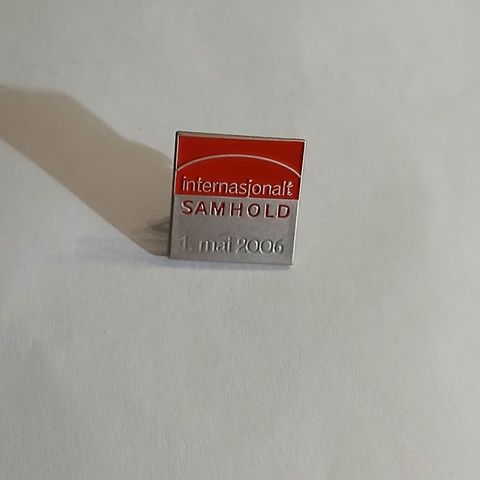 internasjonalt
SAMHOLD
1. mai 2006